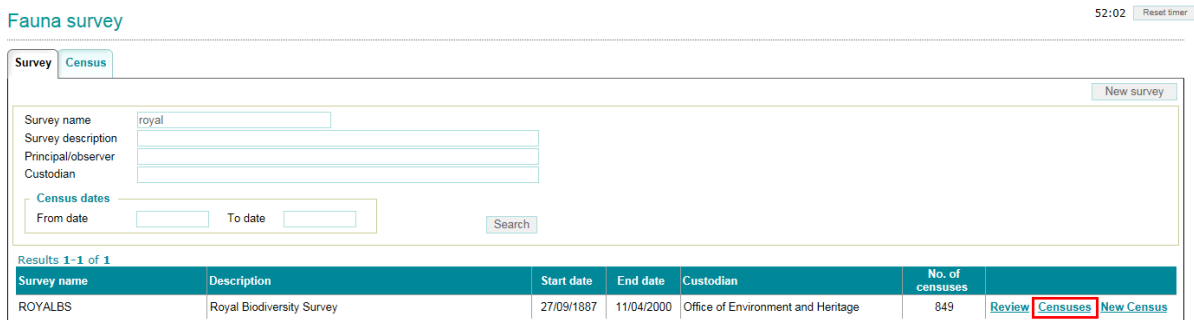 52:02 Reset timer
Fauna survey
Survey Census
New survey
Survey name royal
Survey description
Principal/observer
Custodian
Census dates
From date To date
Search
Results 1-1 of 1
Survey name Description Start date End date Custodian No. of censuses
ROYALBS Royal Biodiversity Survey 27/09/1887 11/04/2000 Office of Environment and Heritage 849 Review Censuses New Census